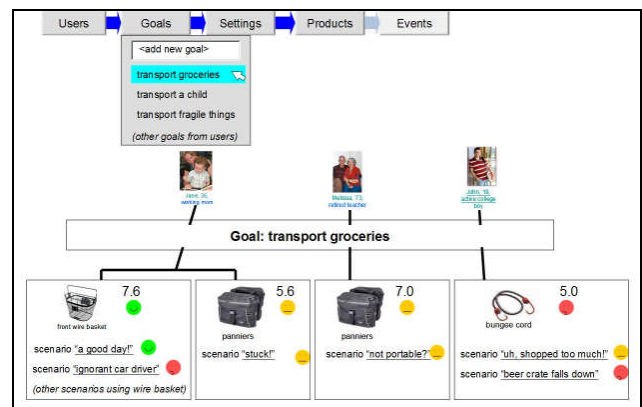 Users
Goals
Settings
Products
Events
<add new goal>
transport groceries
transport a child
transport fragile things
(other goals from users)
working mom
Melissa, 73,
retired teacher
John, 18,
active college
boy
Goal: transport groceries
7.6
front wire basket
scenario "a good day!"
scenario "ignorant car driver"
(other scenarios using wire basket)
5.6
panniers
scenario "stuck!"
7.0
panniers
scenario "not portable?"
5.0
bungee cord
scenario "uh, shopped too much!"
scenario "beer crate falls down"